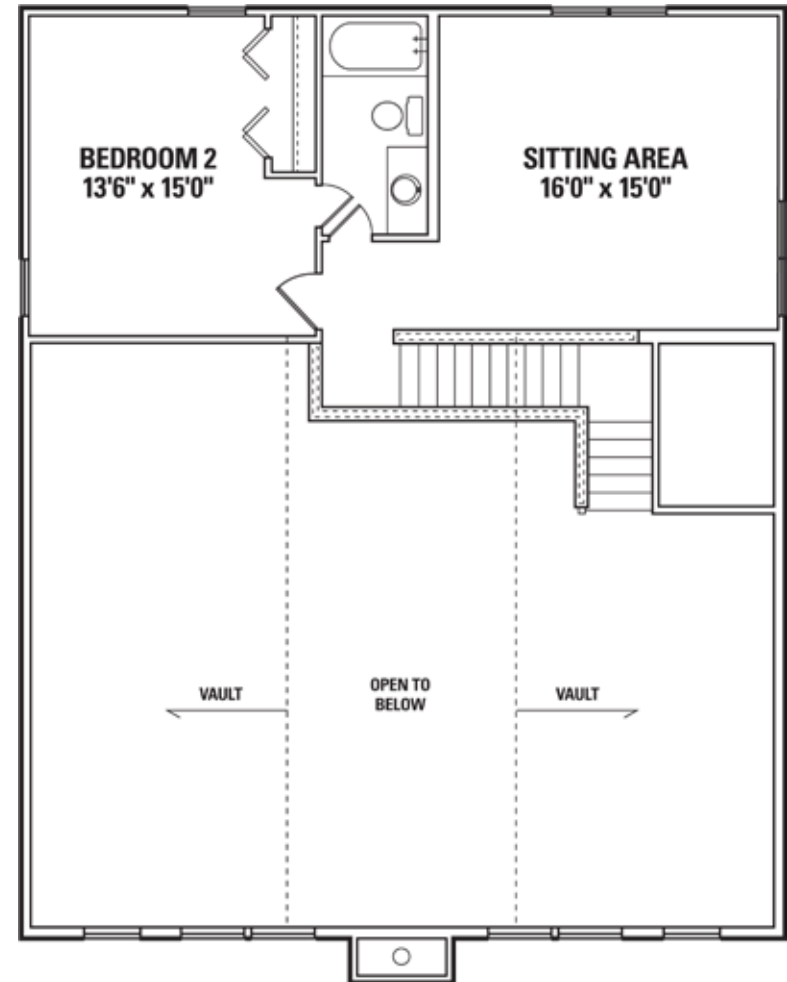 BEDROOM 2
13'6" x 15'0"
SITTING AREA
16'0" x 15'0"
VAULT
OPEN TO
BELOW
VAULT